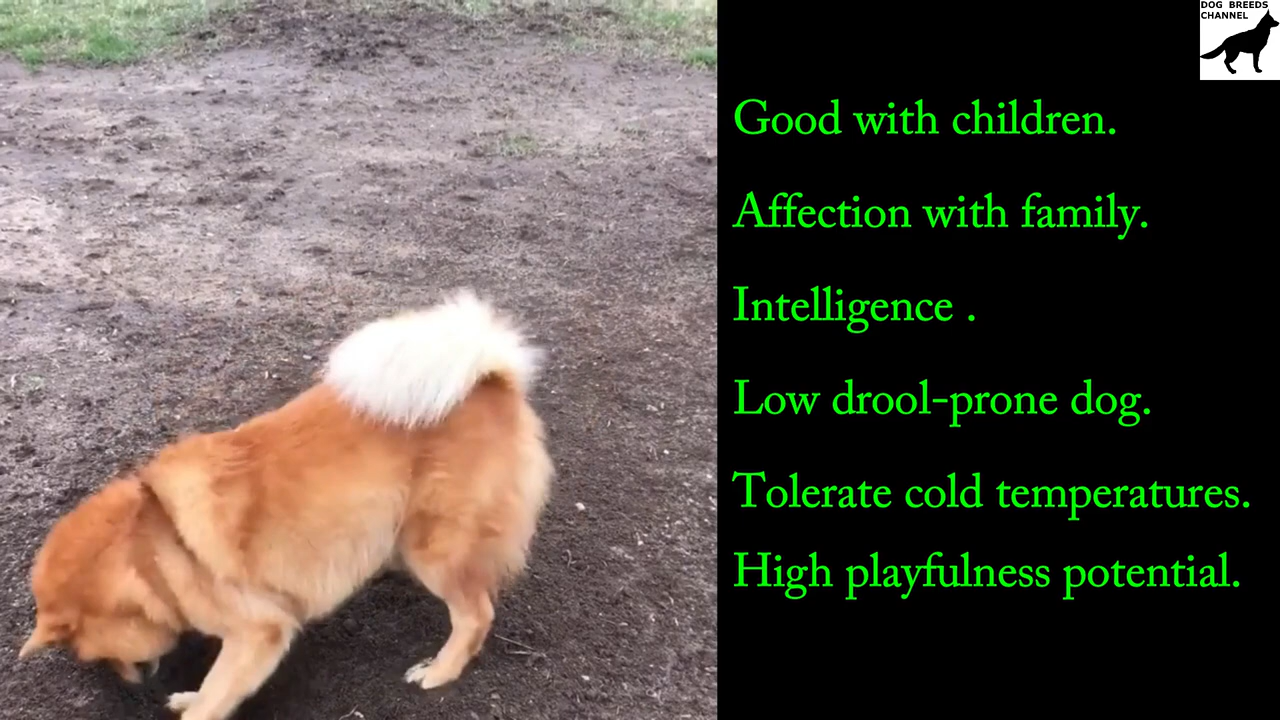 DOG BREEDS
CHANNEL
Good with children.
Affection with family.
Intelligence .
Low drool-prone dog.
Tolerate cold temperatures.
High playfulness potential.